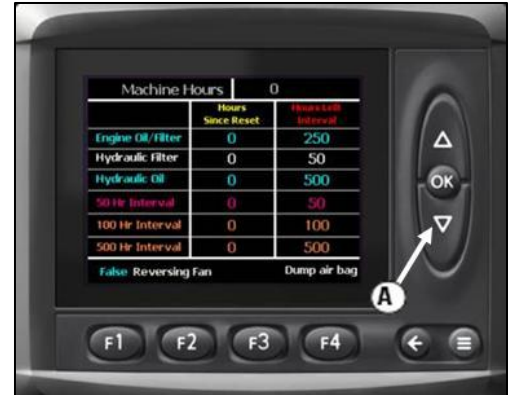 Machine Hours 0
Hours Since Reset Hours Left Interval
Engine Oil/Filter 0 250
Hydraulic Filter 0 50
Hydraulic Oil 0 500
50 Hr Interval 0 50
100 Hr Interval 0 100
500 Hr Interval 0 500
False Reversing Fan Dump air bag
OK
A
F1 F2 F3 F4